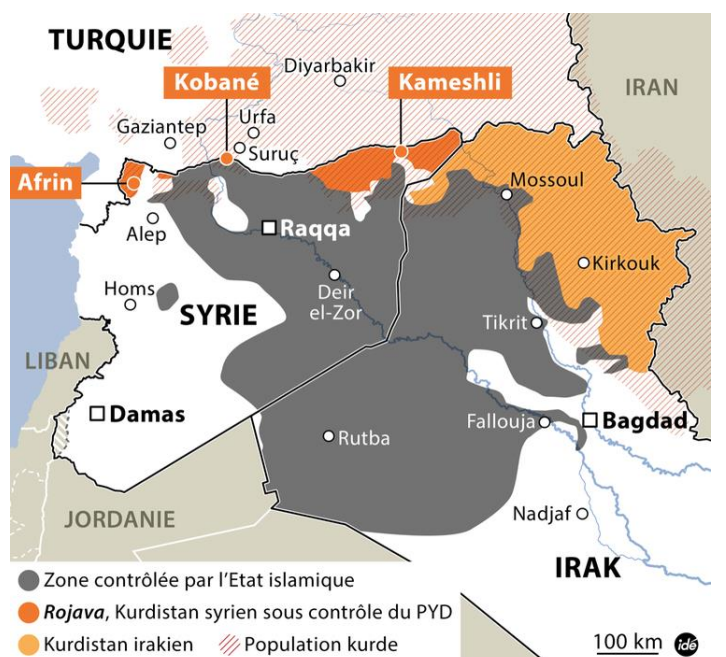 TURQUIE
Diyarbakir
Kobané
Kameshli
IRAN
Gaziantep
Urfa
Suruç
Afrin
Mossoul
Alep
Raqqa
Kirkouk
Homs
Deir
el-Zor
SYRIE
Tikrit
LIBAN
Damas
Rutba
Fallouja
Bagdad
JORDANIE
Nadjaf
IRAK
Zone contrôlée par l'Etat islamique
Rojava, Kurdistan syrien sous contrôle du PYD
Kurdistan irakien
Population kurde
100 km
idé